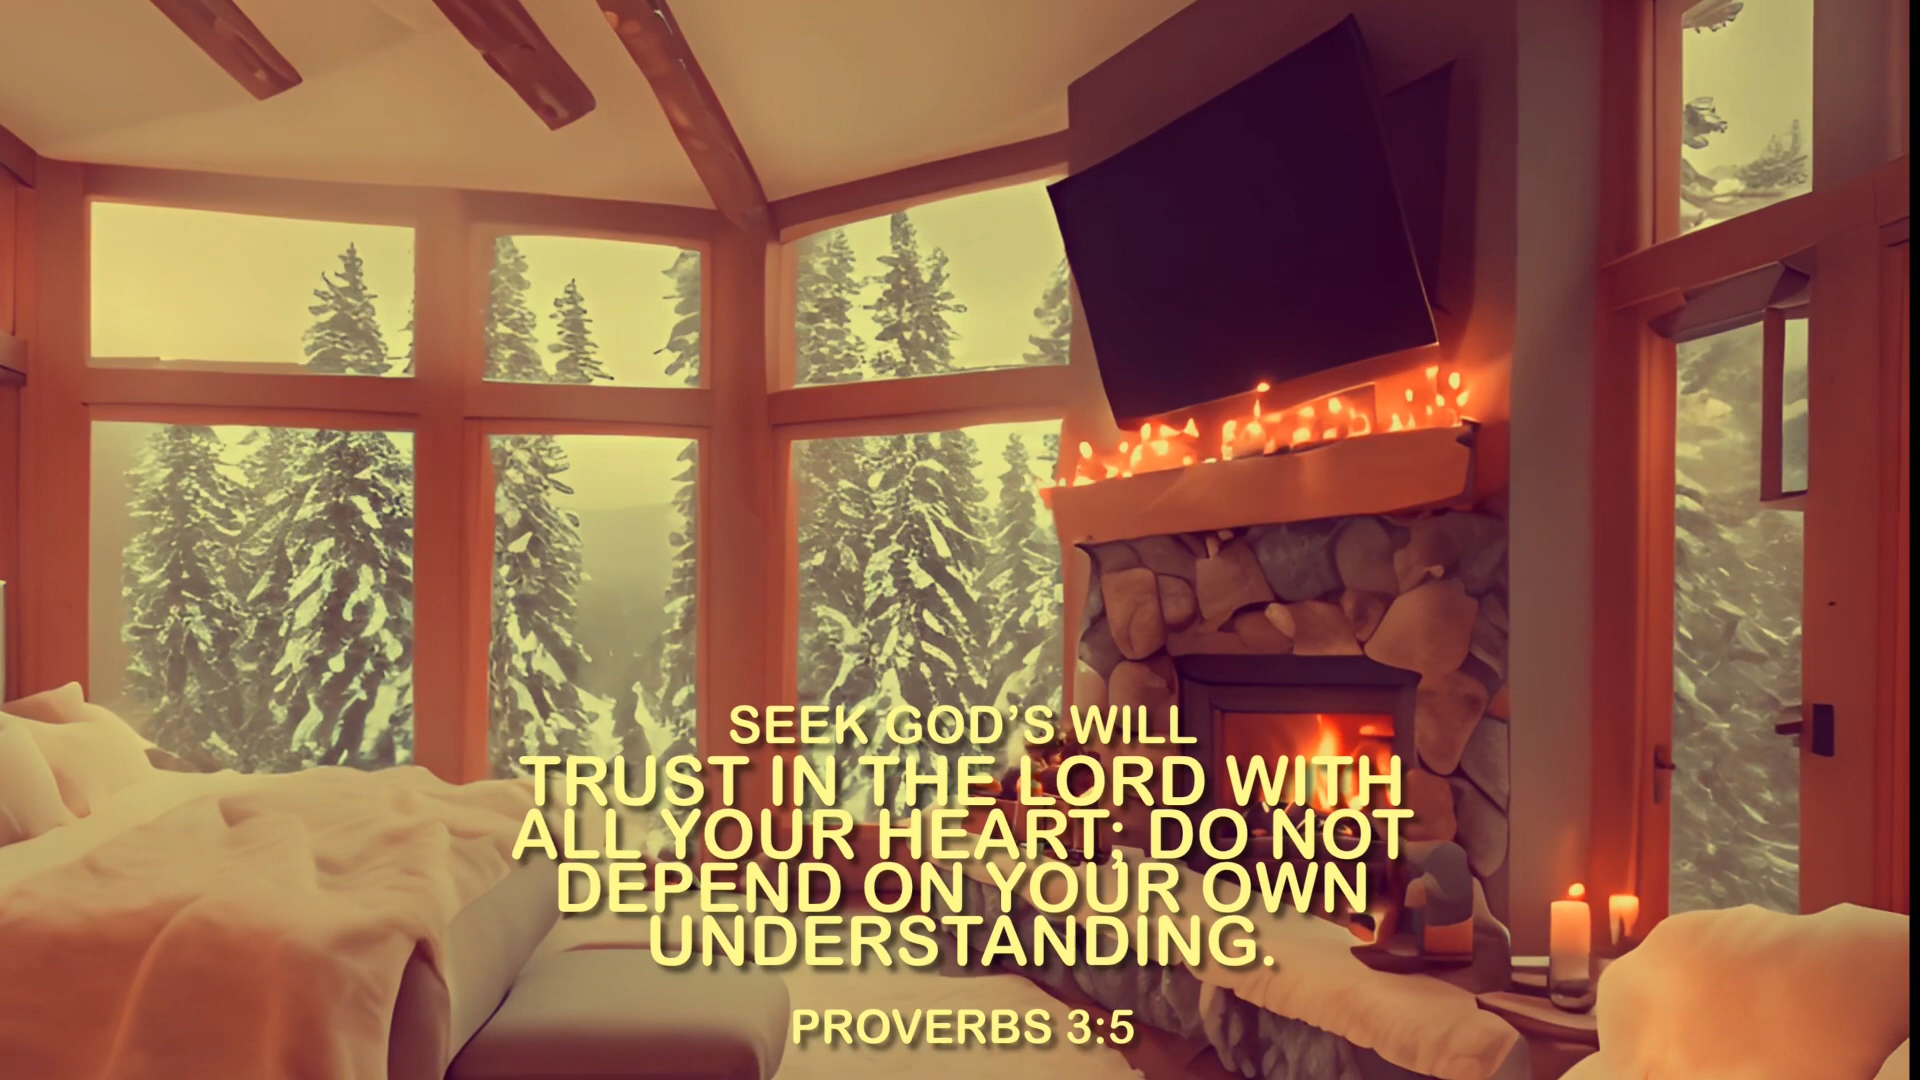 SEEK GOD’S WILL
TRUST IN THE LORD WITH
ALL YOUR HEART; DO NOT
DEPEND ON YOUR OWN
UNDERSTANDING.
PROVERBS 3:5